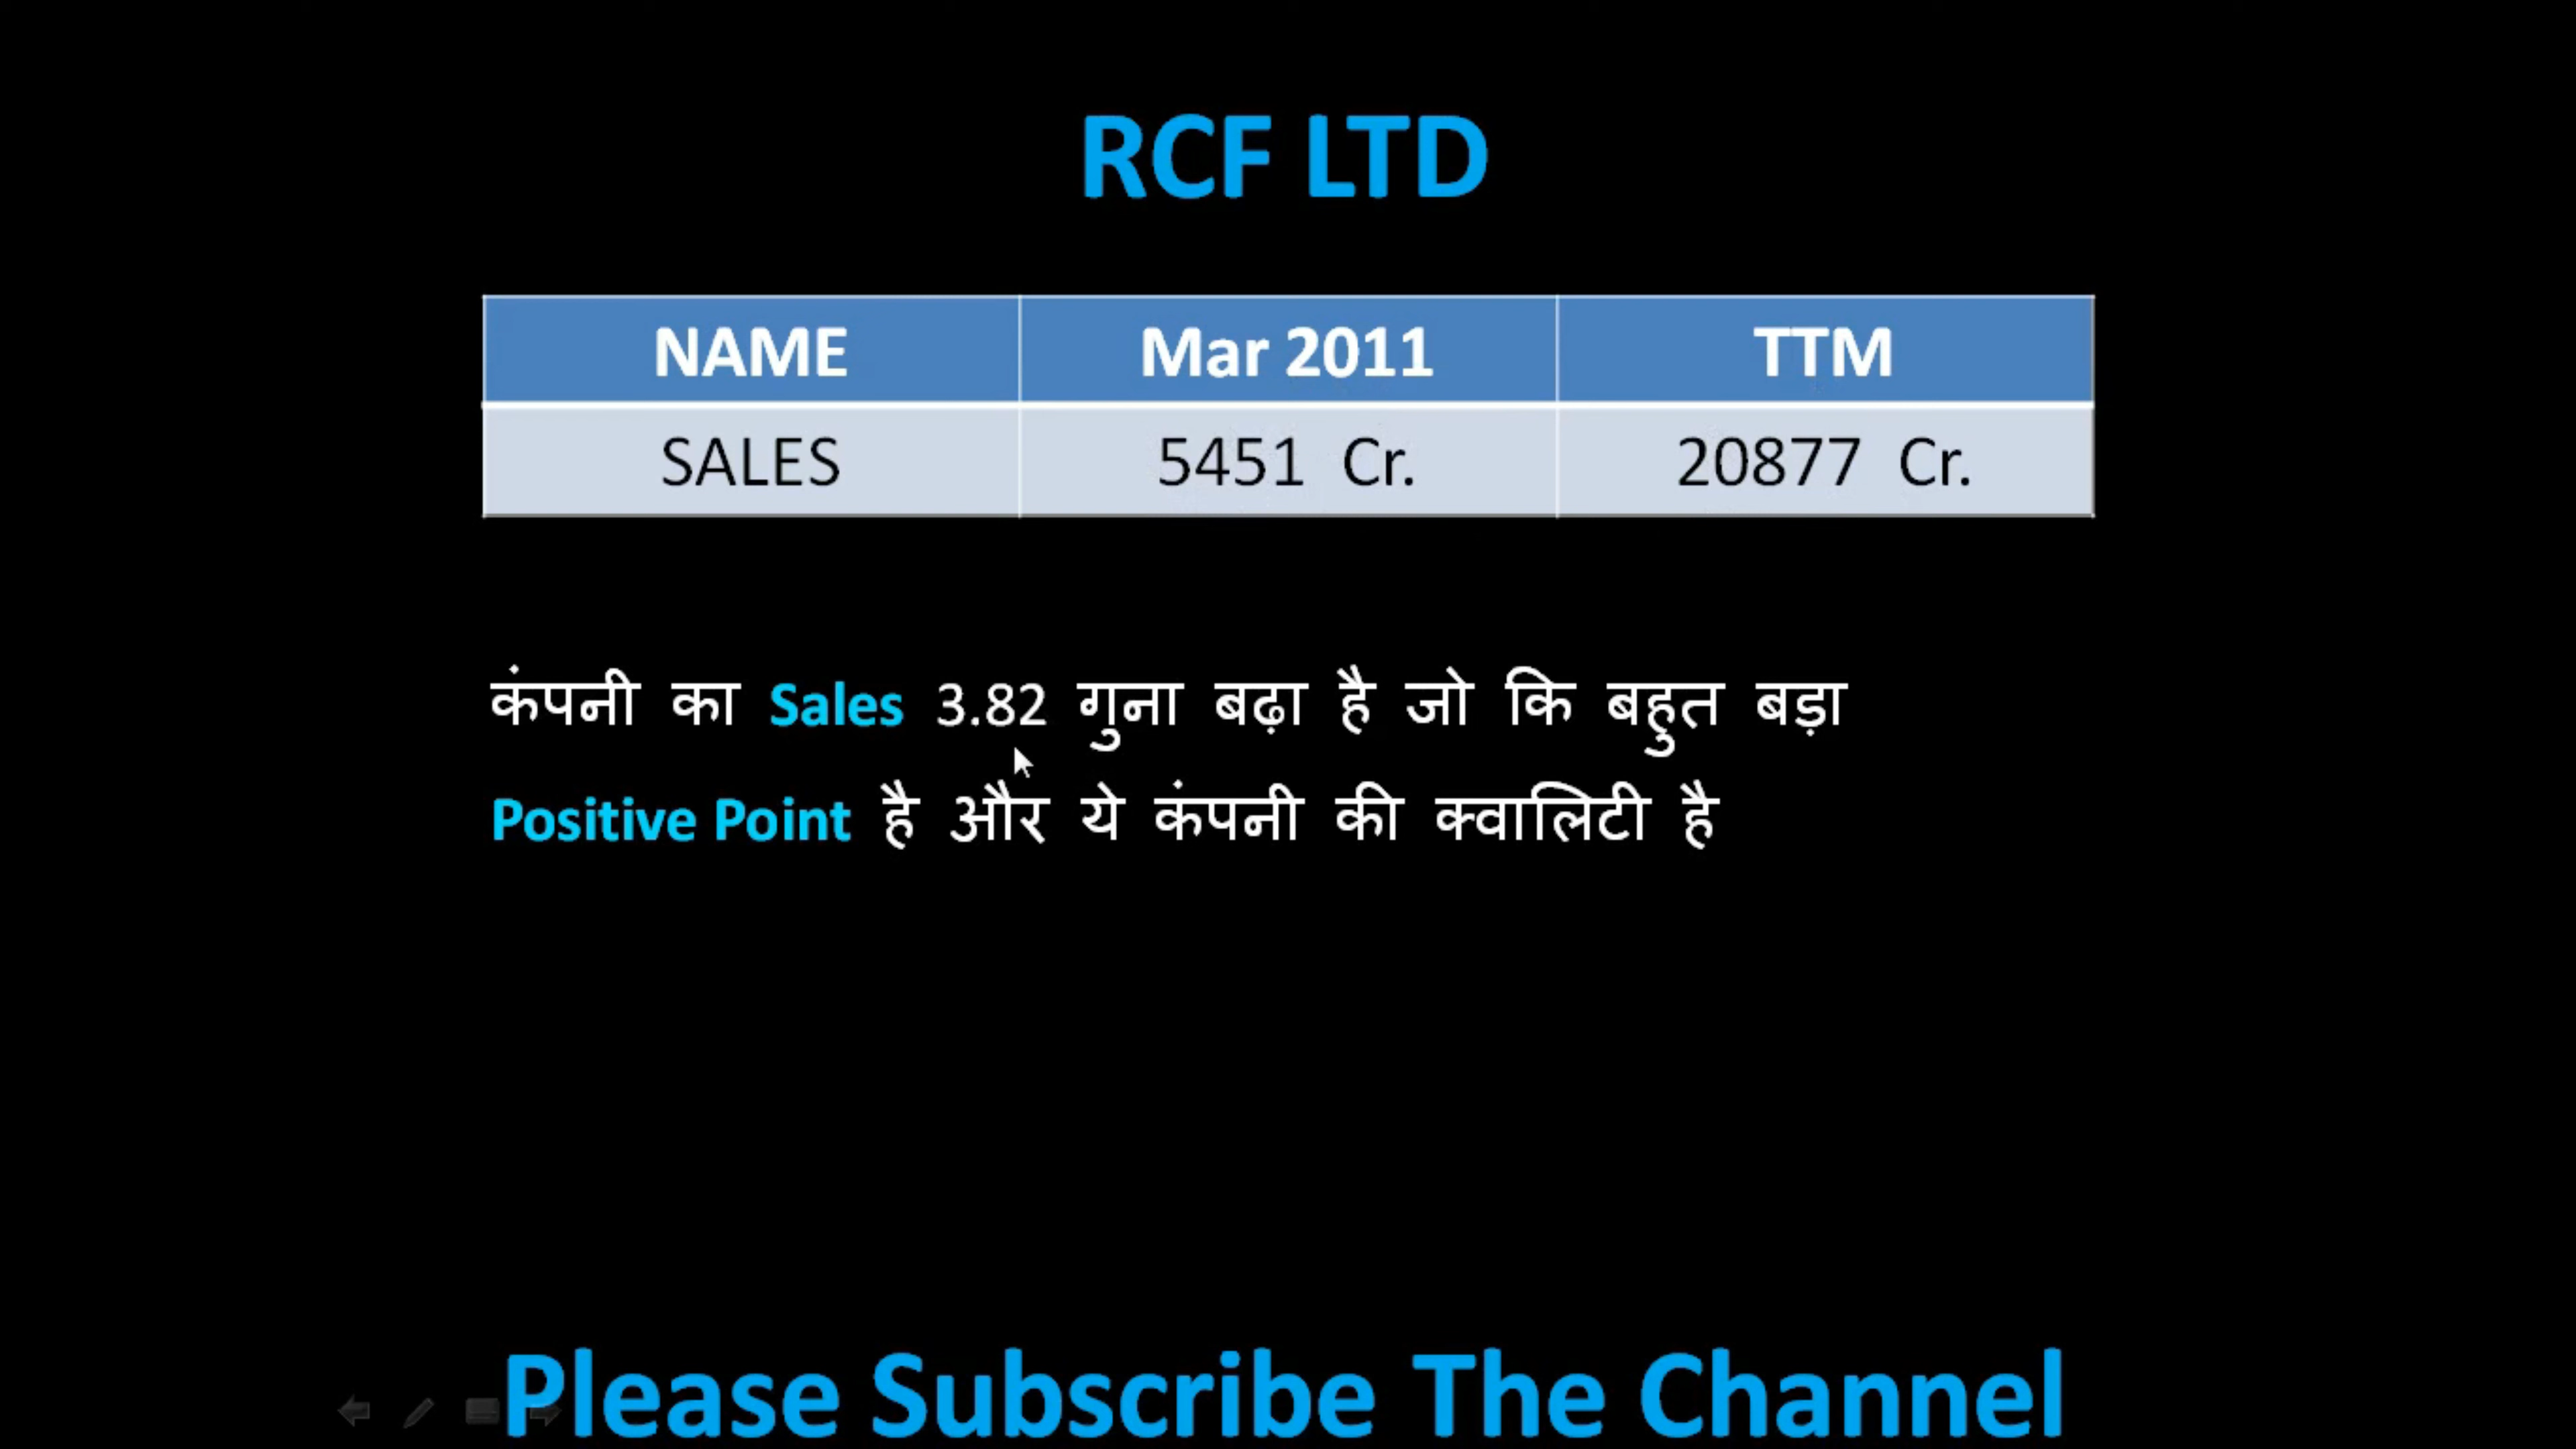 RCF LTD
NAME Mar 2011 TTM
SALES 5451 Cr. 20877 Cr.
कंपनी का Sales 3.82 गुना बढ़ा है जो कि बहुत बड़ा
Positive Point है और ये कंपनी की क्वालिटी है
Please Subscribe The Channel